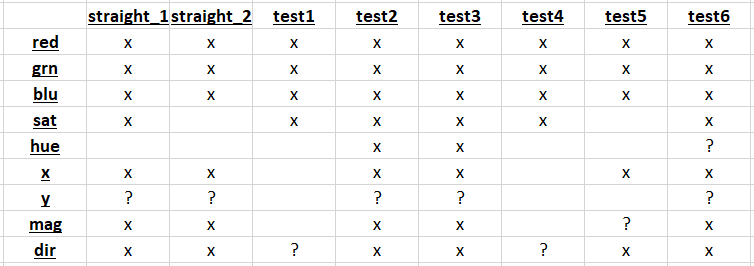 straight_1 straight_2 test1 test2 test3 test4 test5 test6
red x x x x x x x x
grn x x x x x x x x
blu x x x x x x x x
sat x x x x x x
hue x x ?
x x x x x x x
y ? ? ? ? ?
mag x x x x ? x
dir x x ? x x ? x x